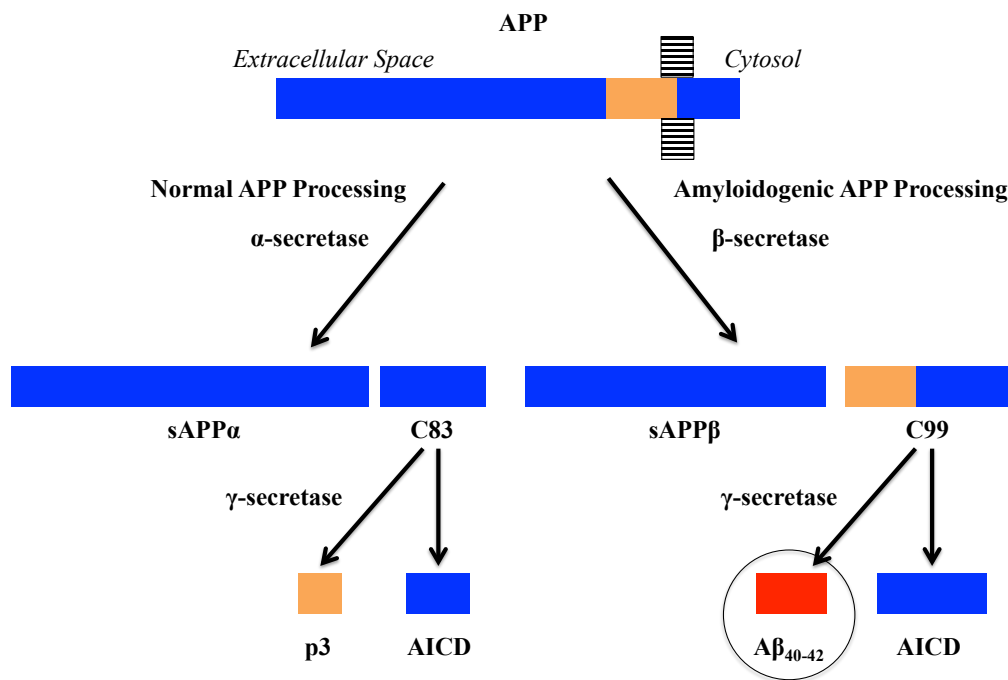 APP
Extracellular Space
Cytosol
Normal APP Processing
Amyloidogenic APP Processing
α-secretase
β-secretase
sAPPα
C83
sAPPβ
C99
γ-secretase
γ-secretase
p3
AICD
Aβ40-42
AICD